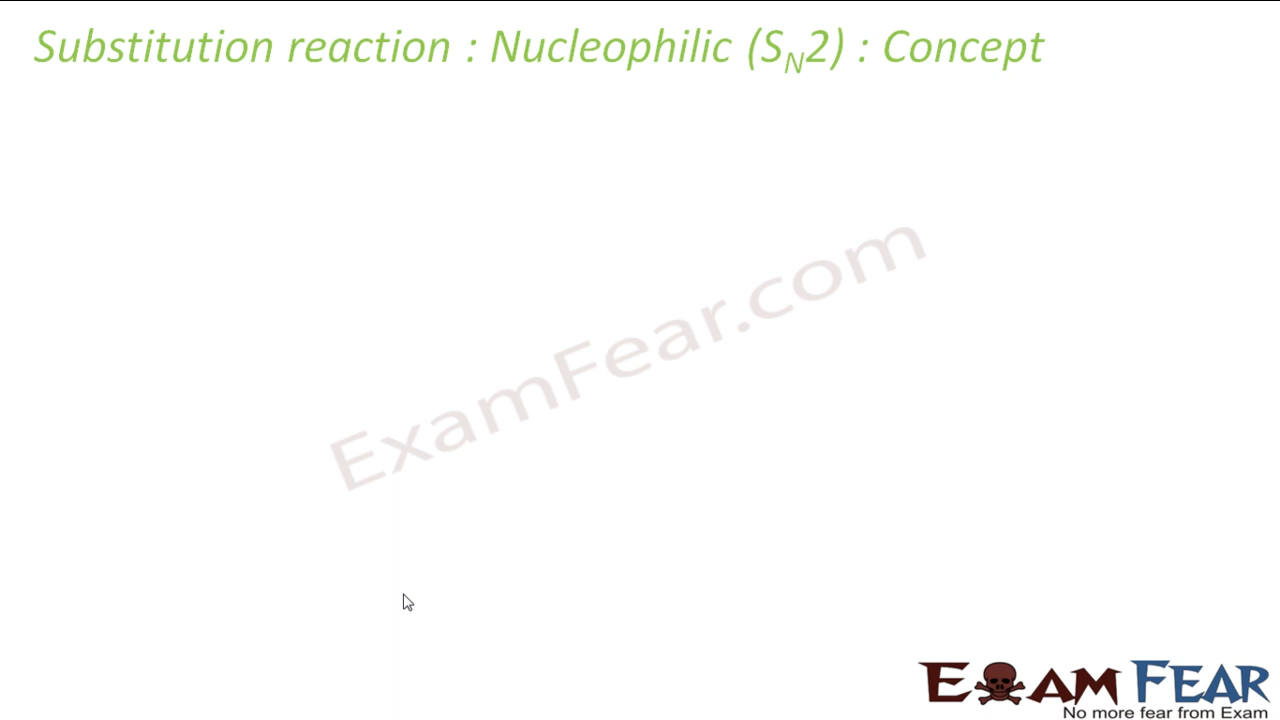 Substitution reaction : Nucleophilic (SN2) : Concept
ExamFear.com
EXAM FEAR
No more fear from Exam